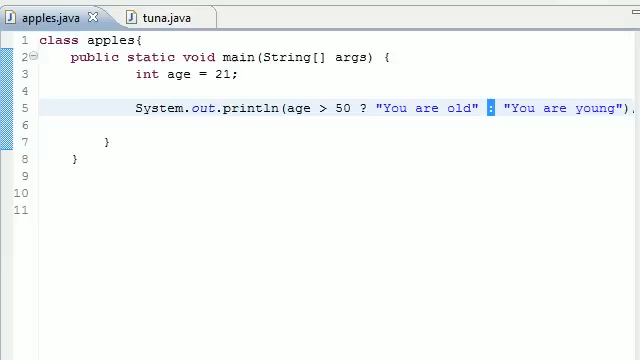 apples.java tuna.java
1 class apples{
2 public static void main(String[] args) {
3 int age = 21;
4
5 System.out.println(age > 50 ? "You are old" : "You are young").
6
7 }
8 }
9
10
11